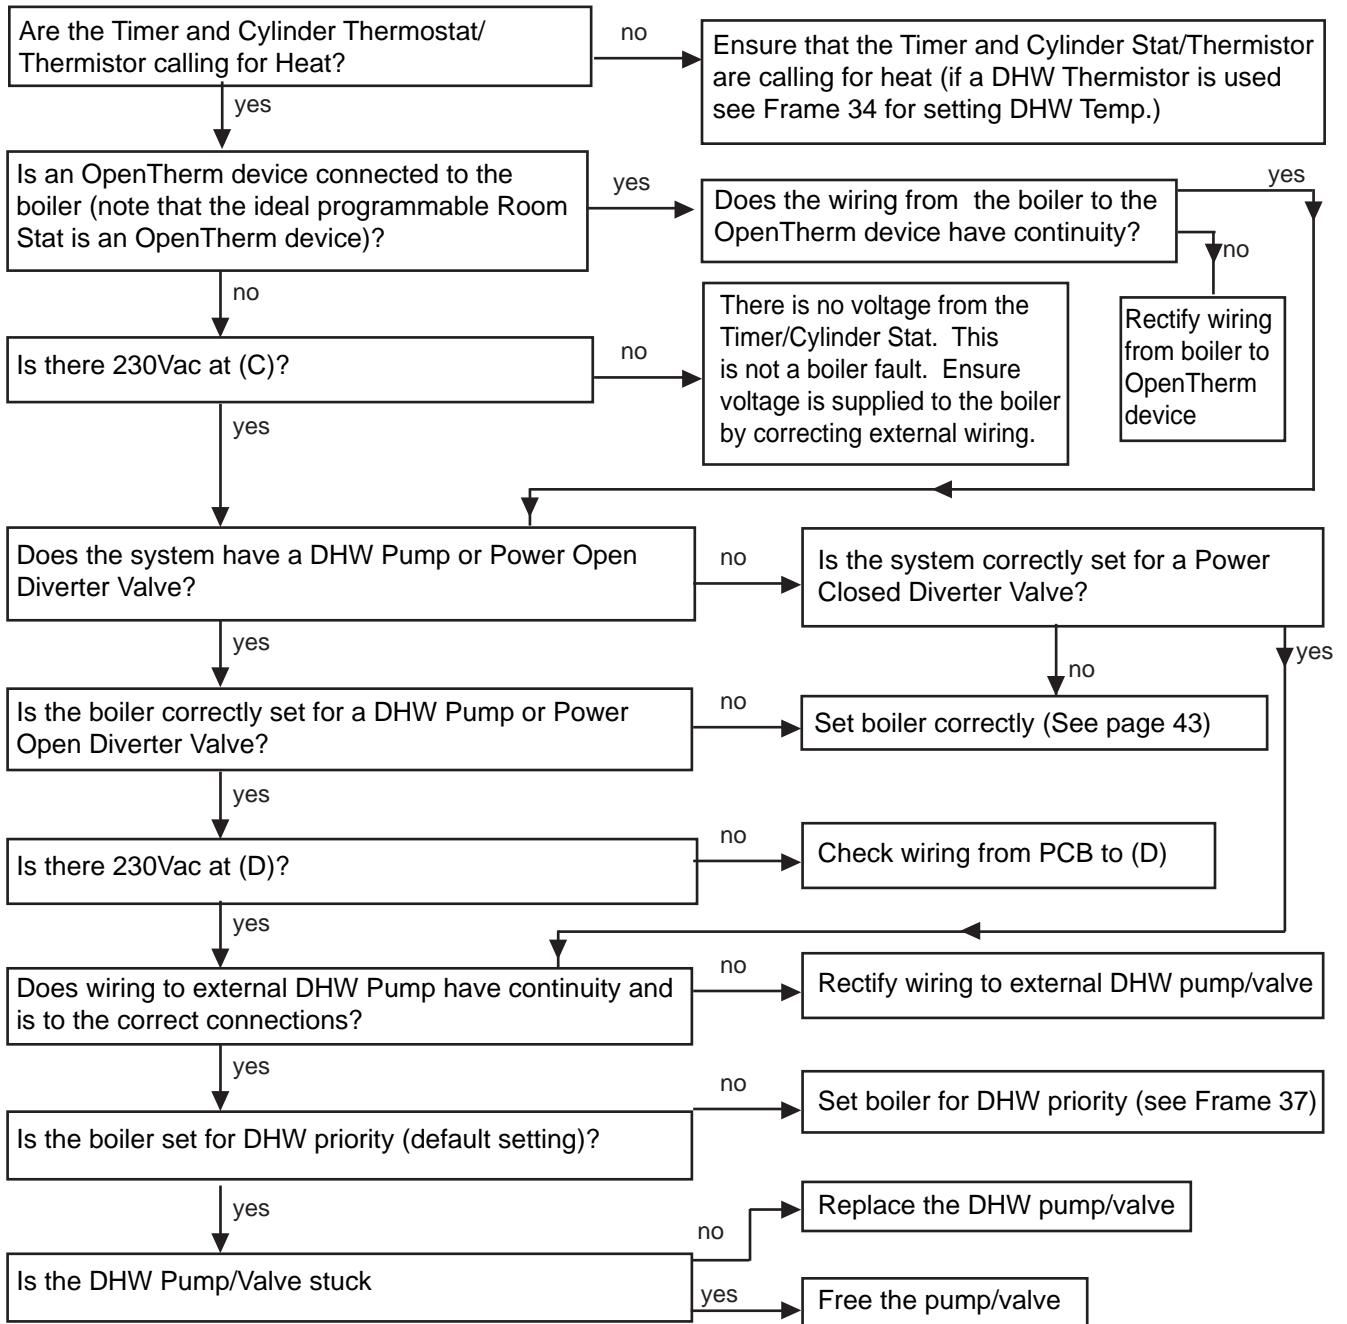 Are the Timer and Cylinder Thermostat/
Thermistor calling for Heat?
no
Ensure that the Timer and Cylinder Stat/Thermistor
are calling for heat (if a DHW Thermistor is used
see Frame 34 for setting DHW Temp.)
yes
Is an OpenTherm device connected to the
boiler (note that the ideal programmable Room
Stat is an OpenTherm device)?
yes
Does the wiring from the boiler to the
OpenTherm device have continuity?
yes
no
Rectify wiring
from boiler to
OpenTherm
device
no
Is there 230Vac at (C)?
no
There is no voltage from the
Timer/Cylinder Stat. This
is not a boiler fault. Ensure
voltage is supplied to the boiler
by correcting external wiring.
yes
Does the system have a DHW Pump or Power Open
Diverter Valve?
no
Is the system correctly set for a Power
Closed Diverter Valve?
no
yes
yes
Is the boiler correctly set for a DHW Pump or Power
Open Diverter Valve?
no
Set boiler correctly (See page 43)
yes
Is there 230Vac at (D)?
no
Check wiring from PCB to (D)
yes
Does wiring to external DHW Pump have continuity and
is to the correct connections?
no
Rectify wiring to external DHW pump/valve
yes
Is the boiler set for DHW priority (default setting)?
no
Set boiler for DHW priority (see Frame 37)
yes
Is the DHW Pump/Valve stuck
no
Replace the DHW pump/valve
yes
Free the pump/valve